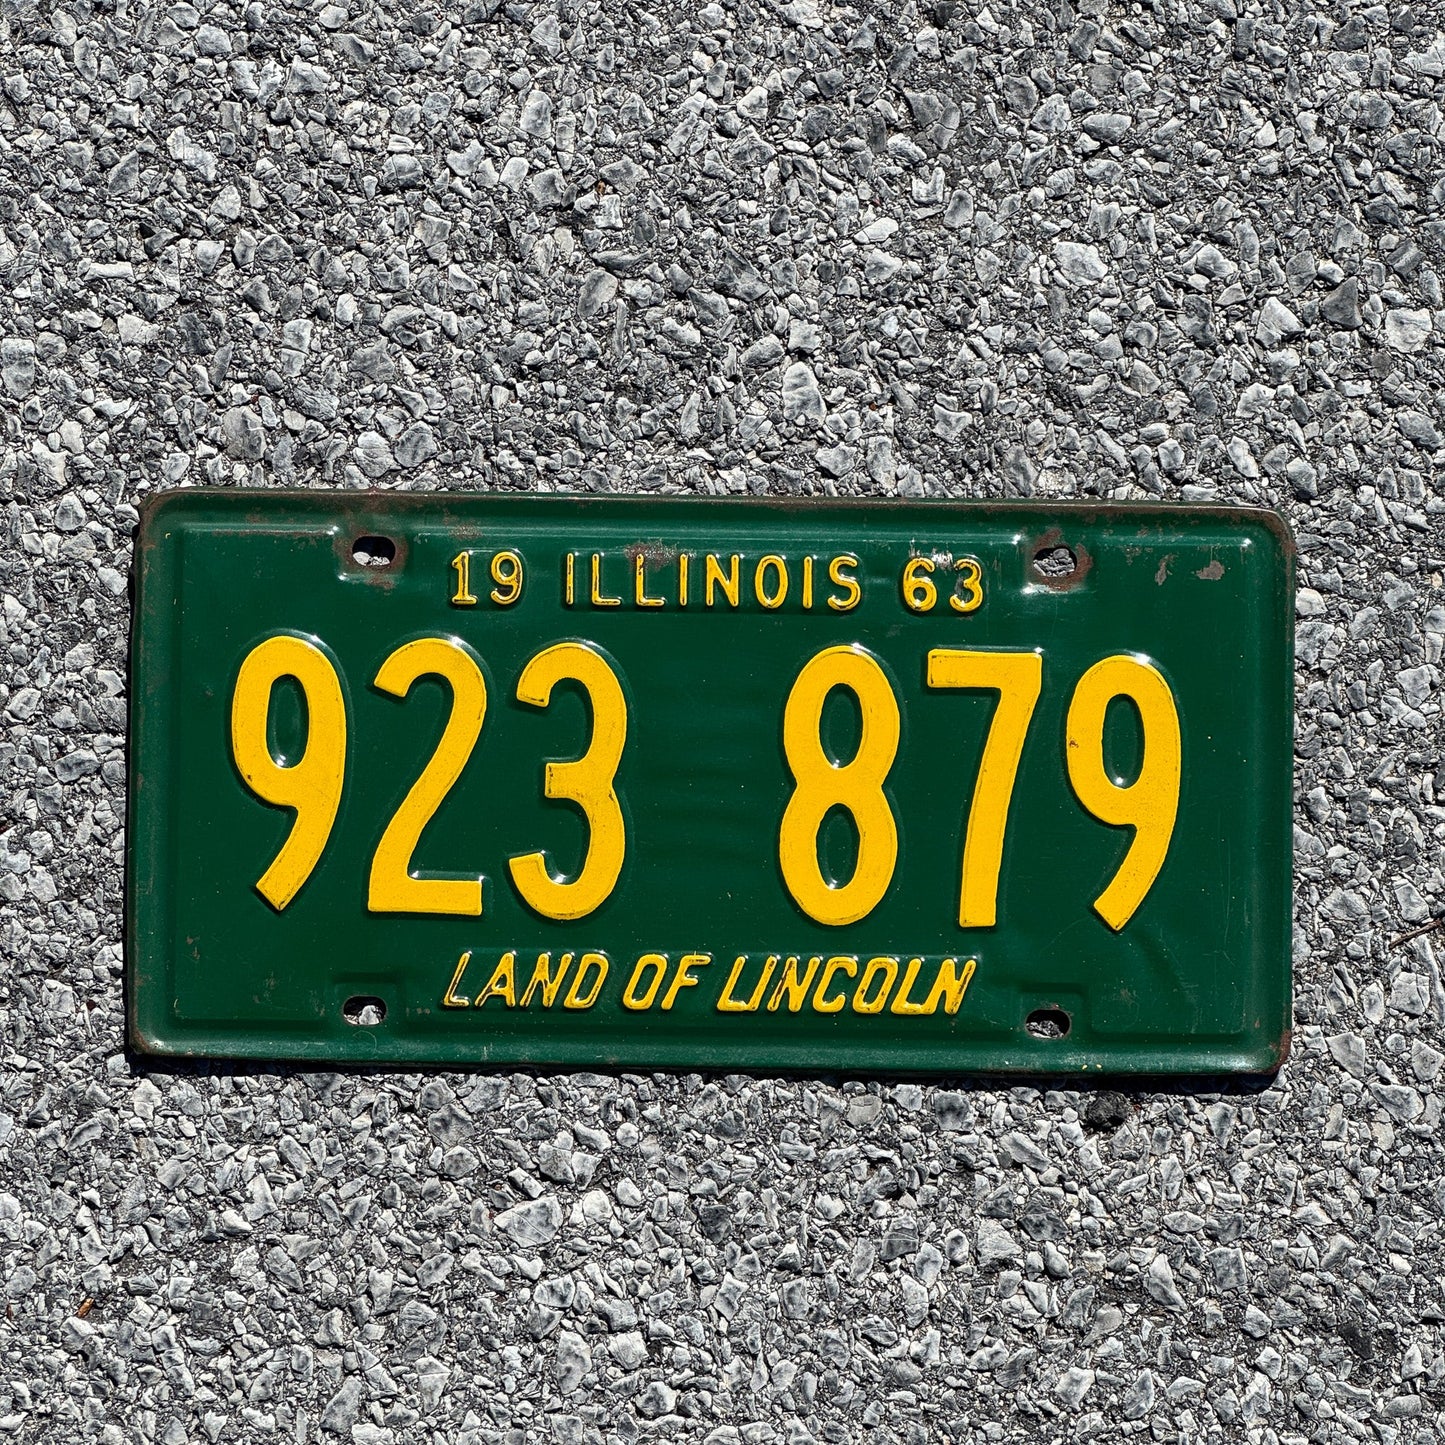 19 ILLINOIS 63
923 879
LAND OF LINCOLN